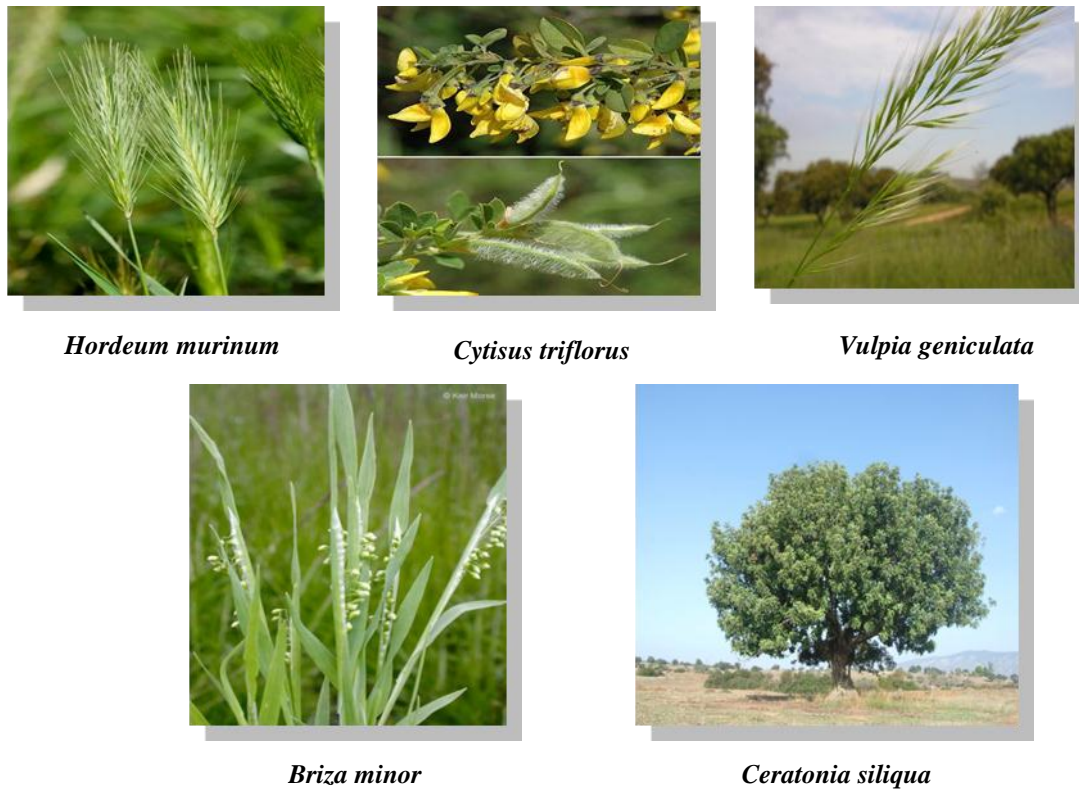 Hordeum murinum
Cytisus triflorus
Vulpia geniculata
Briza minor
Ceratonia siliqua